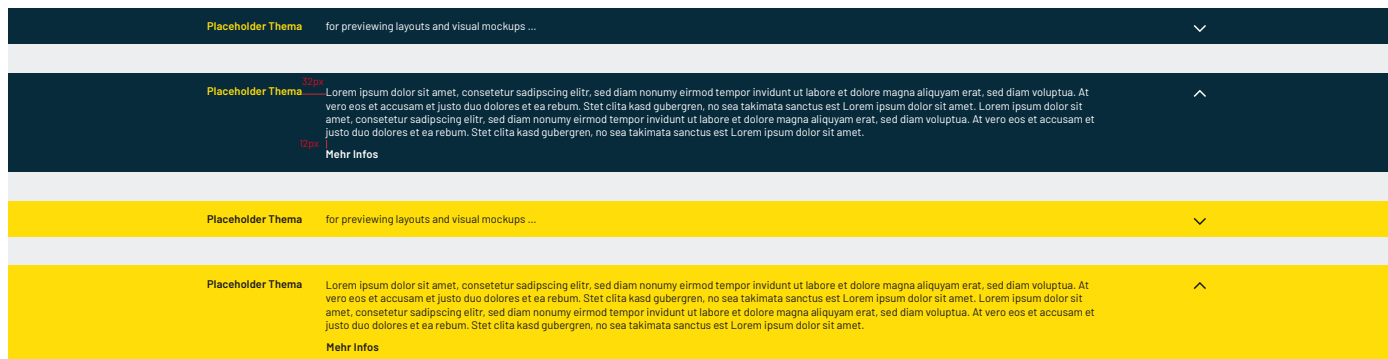 Placeholder Thema for previewing layouts and visual mockups ...
32px
Placeholder Thema Lorem ipsum dolor sit amet, consetetur sadipscing elitr, sed diam nonumy eirmod tempor invidunt ut labore et dolore magna aliquyam erat, sed diam voluptua. At
vero eos et accusam et justo duo dolores et ea rebum. Stet clita kasd gubergren, no sea takimata sanctus est Lorem ipsum dolor sit amet. Lorem ipsum dolor sit
amet, consetetur sadipscing elitr, sed diam nonumy eirmod tempor invidunt ut labore et dolore magna aliquyam erat, sed diam voluptua. At vero eos et accusam et
justo duo dolores et ea rebum. Stet clita kasd gubergren, no sea takimata sanctus est Lorem ipsum dolor sit amet.
12px
Mehr Infos
Placeholder Thema for previewing layouts and visual mockups ...
Placeholder Thema Lorem ipsum dolor sit amet, consetetur sadipscing elitr, sed diam nonumy eirmod tempor invidunt ut labore et dolore magna aliquyam erat, sed diam voluptua. At
vero eos et accusam et justo duo dolores et ea rebum. Stet clita kasd gubergren, no sea takimata sanctus est Lorem ipsum dolor sit amet. Lorem ipsum dolor sit
amet, consetetur sadipscing elitr, sed diam nonumy eirmod tempor invidunt ut labore et dolore magna aliquyam erat, sed diam voluptua. At vero eos et accusam et
justo duo dolores et ea rebum. Stet clita kasd gubergren, no sea takimata sanctus est Lorem ipsum dolor sit amet.
Mehr Infos